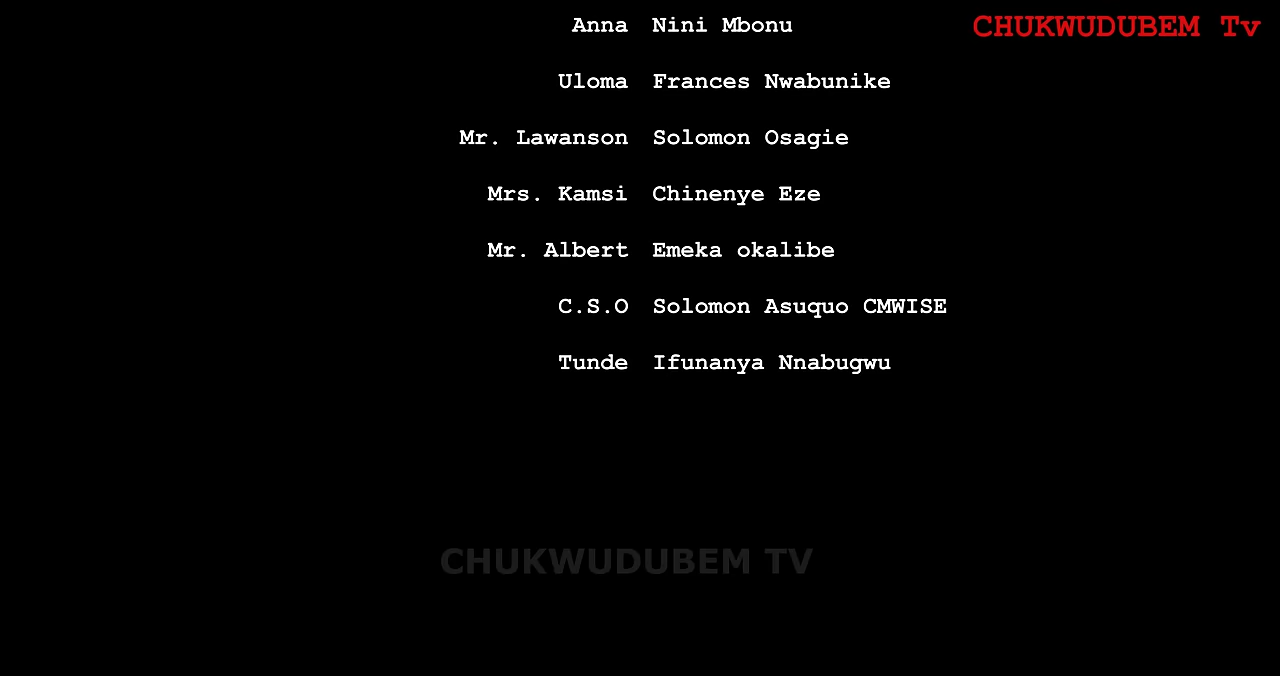 Anna Nini Mbonu
CHUKWUDUBEM Tv
Uloma Frances Nwabunike
Mr. Lawanson Solomon Osagie
Mrs. Kamsi Chinenye Eze
Mr. Albert Emeka okalibe
C.S.O Solomon Asuquo CMWISE
Tunde Ifunanya Nnabugwu
CHUKWUDUBEM TV